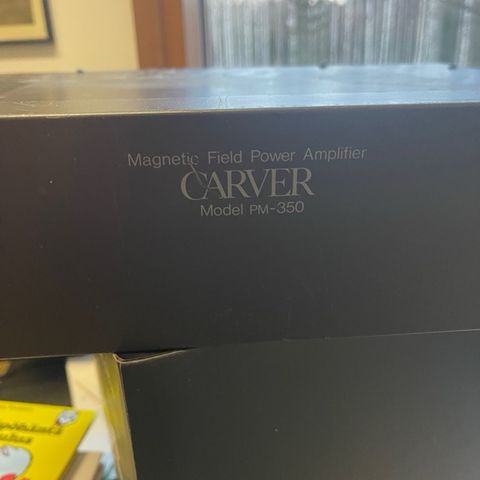 Magnetic Field Power Amplifier
CARVER
Model PM-350